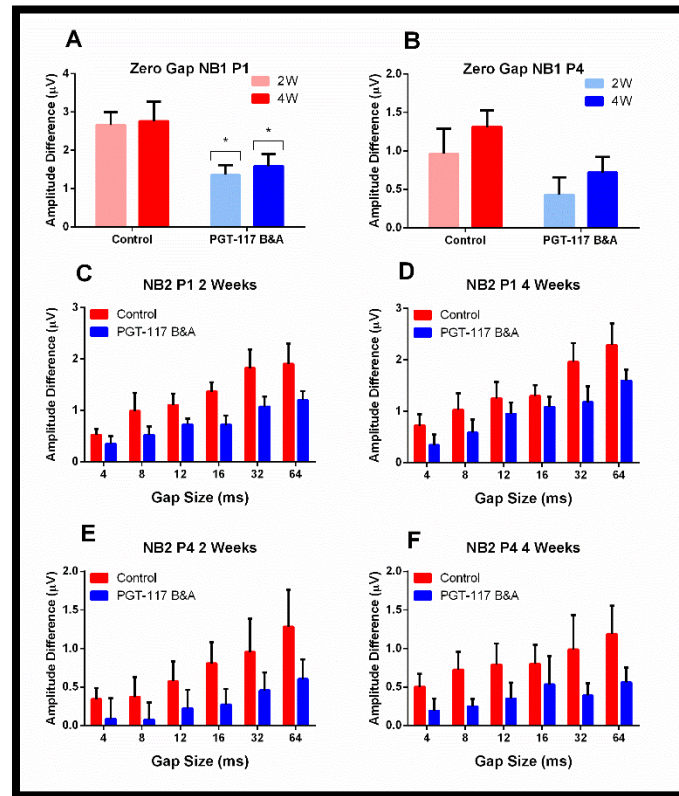 A
Zero Gap NB1 P1
2W
4W
Amplitude Difference (µV)
3
2
1
0
* *
Control PGT-117 B&A
B
Zero Gap NB1 P4
2W
4W
Amplitude Difference (µV)
2.0
1.5
1.0
0.5
0.0
Control PGT-117 B&A
C
NB2 P1 2 Weeks
Control
PGT-117 B&A
Amplitude Difference (µV)
3
2
1
0
4 8 12 16 32 64
Gap Size (ms)
D
NB2 P1 4 Weeks
Control
PGT-117 B&A
Amplitude Difference (µV)
3
2
1
0
4 8 12 16 32 64
Gap Size (ms)
E
NB2 P4 2 Weeks
Control
PGT-117 B&A
Amplitude Difference (µV)
2.0
1.5
1.0
0.5
0.0
4 8 12 16 32 64
Gap Size (ms)
F
NB2 P4 4 Weeks
Control
PGT-117 B&A
Amplitude Difference (µV)
2.0
1.5
1.0
0.5
0.0
4 8 12 16 32 64
Gap Size (ms)